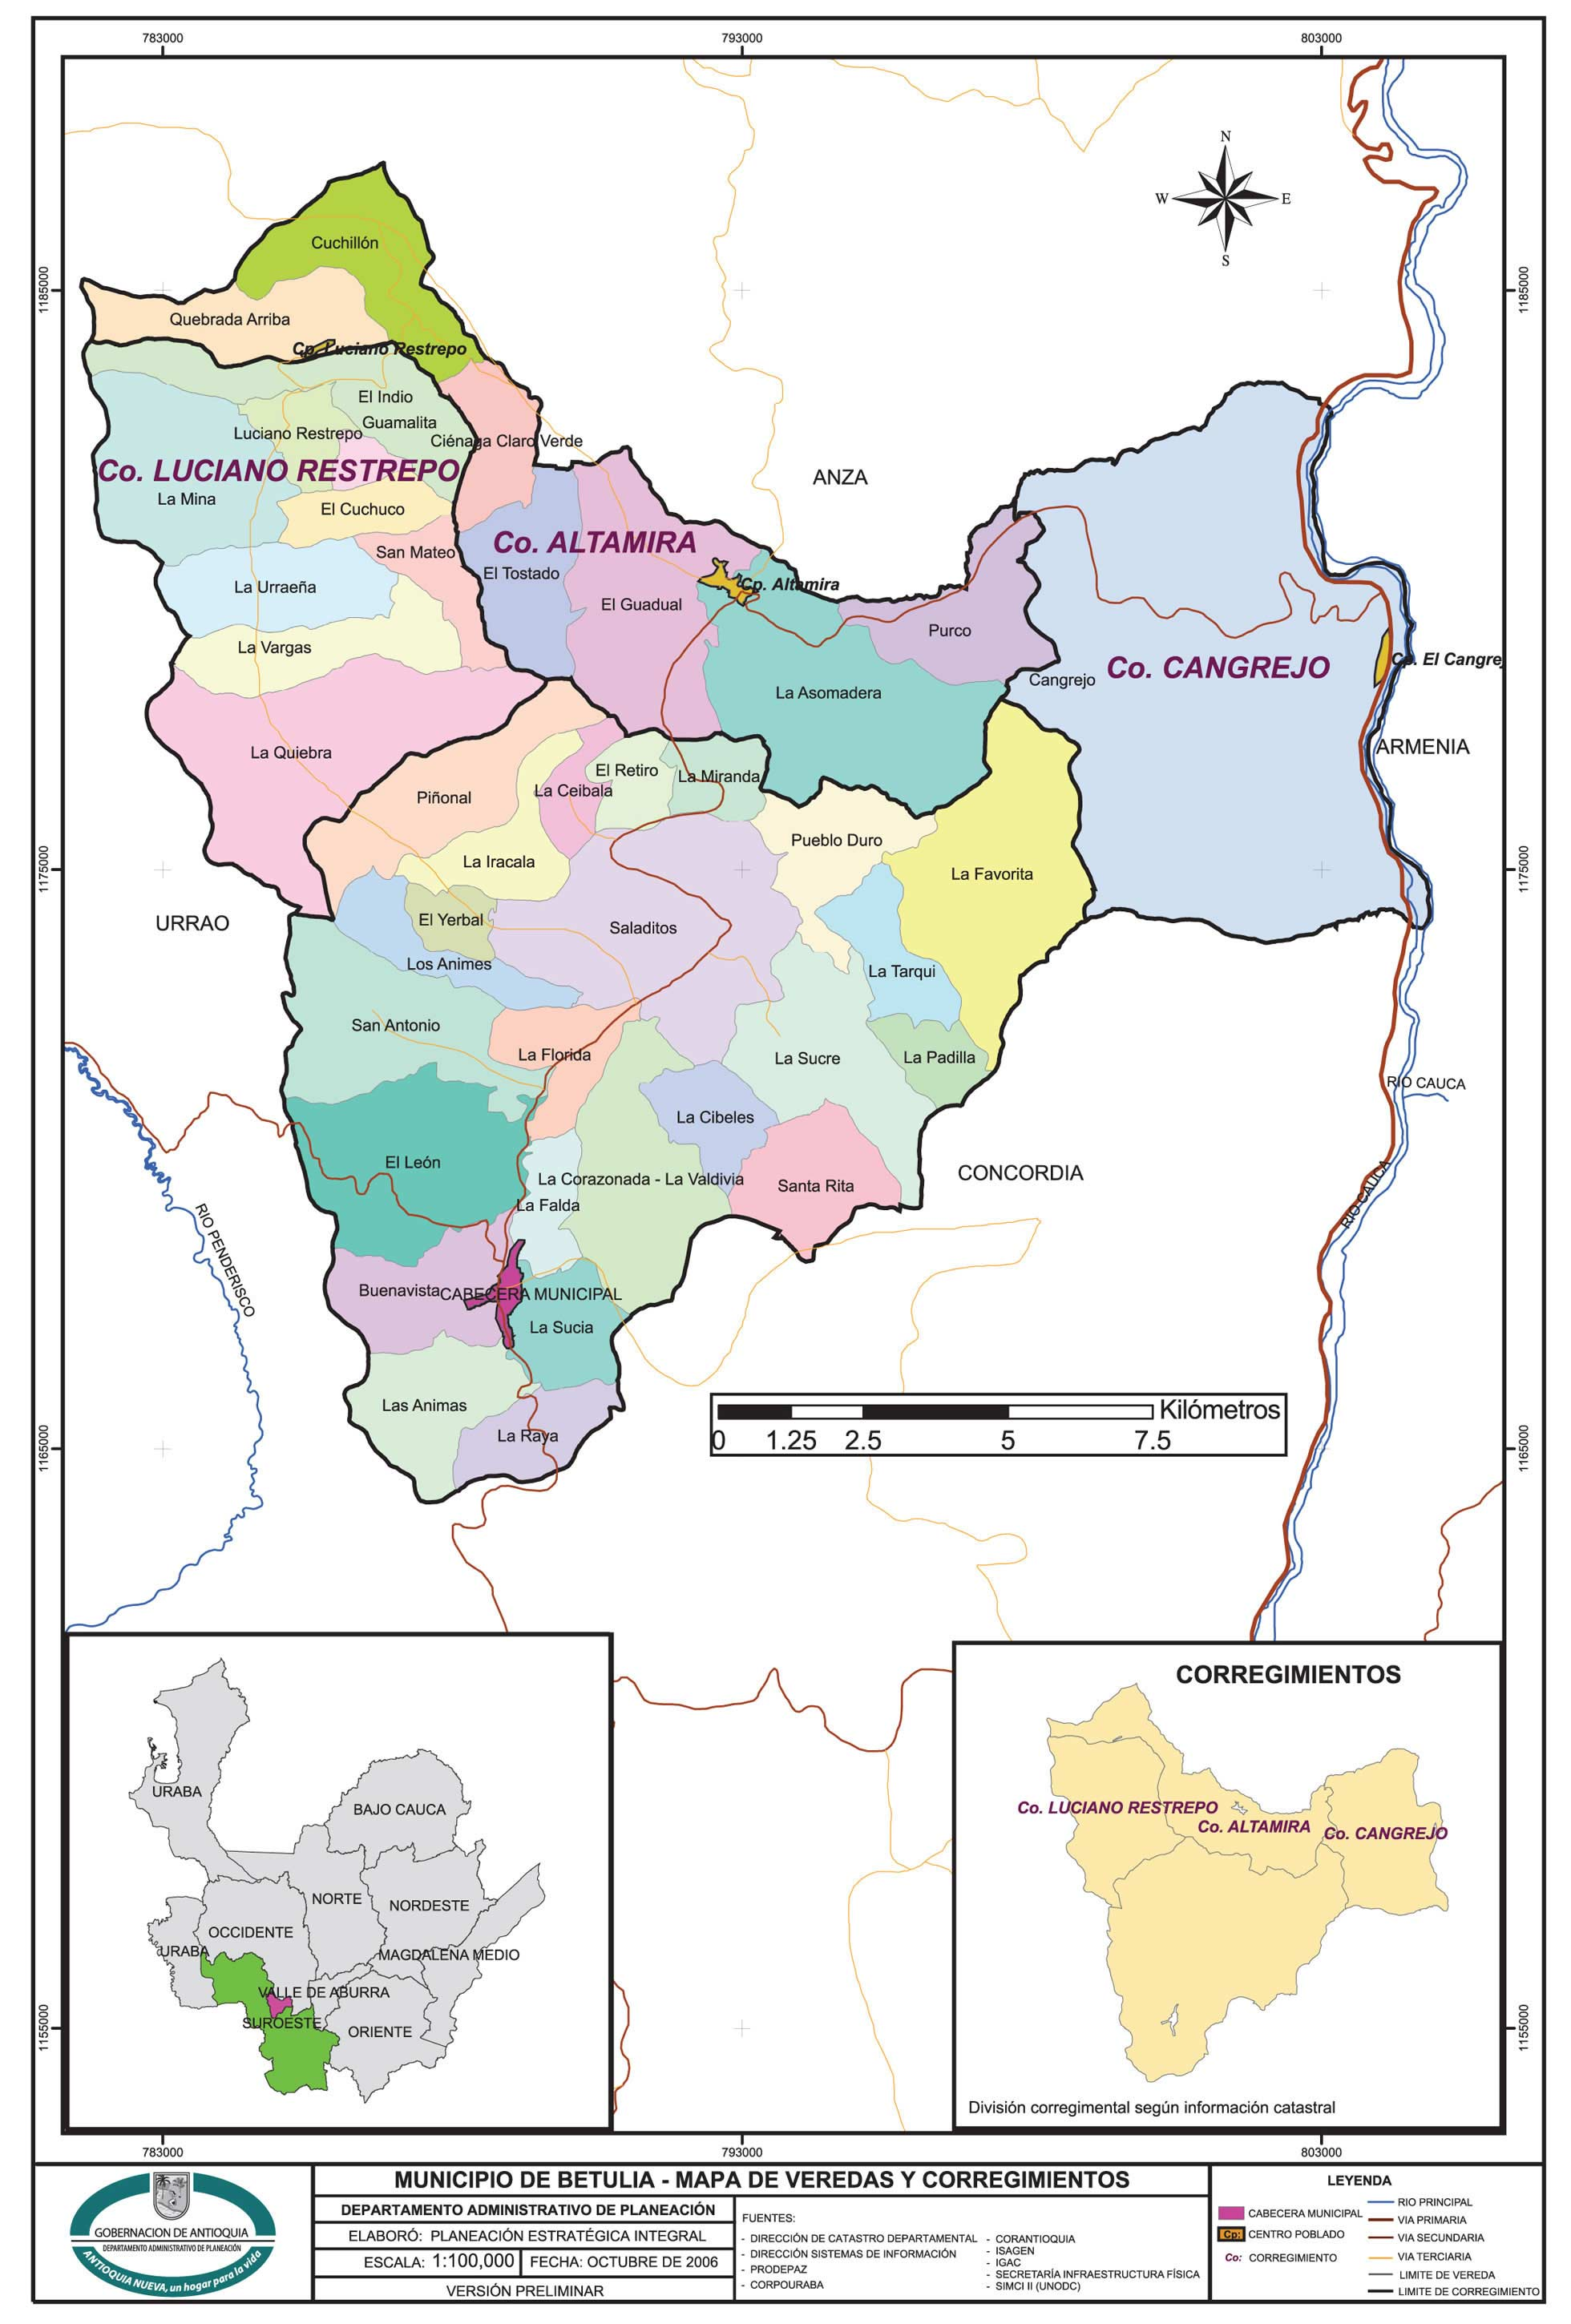 783000
793000
803000
1185000
1185000
N
W
E
S
Cuchillón
Quebrada Arriba
Cp. Luciano Restrepo
El Indio
Guamalita
Luciano Restrepo
Ciénaga Claro Verde
Co. LUCIANO RESTREPO
La Mina
ANZA
El Cuchuco
Co. ALTAMIRA
San Mateo
El Tostado
La Urraeña
Cp. Altamira
El Guadual
Purco
La Vargas
Cp. El Cangrej
Co. CANGREJO
Cangrejo
La Asomadera
ARMENIA
La Quiebra
El Retiro
La Miranda
La Ceibala
Piñonal
Pueblo Duro
La Iracala
La Favorita
1175000
1175000
URRAO
El Yerbal
Saladitos
Los Animes
La Tarqui
San Antonio
La Florida
La Sucre
La Padilla
RIO CAUCA
La Cibeles
El León
CONCORDIA
La Corazonada - La Valdivia
Santa Rita
RIO CAUCA
La Falda
RIO PENDERISCO
Buenavista
CABECERA MUNICIPAL
La Sucia
Las Animas
La Raya
Kilómetros
0 1.25 2.5 5 7.5
1165000
1165000
URABA
BAJO CAUCA
NORTE
NORDESTE
OCCIDENTE
URABA
MAGDALENA MEDIO
VALLE DE ABURRA
SUROESTE
ORIENTE
CORREGIMIENTOS
Co. LUCIANO RESTREPO
Co. ALTAMIRA
Co. CANGREJO
División corregimental según información catastral
1155000
1155000
783000
793000
803000
GOBERNACION DE ANTIOQUIA
DEPARTAMENTO ADMINISTRATIVO DE PLANEACIÓN
ANTIOQUIA NUEVA, un hogar para la vida
MUNICIPIO DE BETULIA - MAPA DE VEREDAS Y CORREGIMIENTOS
DEPARTAMENTO ADMINISTRATIVO DE PLANEACIÓN
ELABORÓ: PLANEACIÓN ESTRATÉGICA INTEGRAL
ESCALA: 1:100,000
FECHA: OCTUBRE DE 2006
VERSIÓN PRELIMINAR
FUENTES:
- DIRECCIÓN DE CATASTRO DEPARTAMENTAL
- DIRECCIÓN SISTEMAS DE INFORMACIÓN
- PRODEPAZ
- CORPOURABA
- CORANTIOQUIA
- ISAGEN
- IGAC
- SECRETARÍA INFRAESTRUCTURA FÍSICA
- SIMCI II (UNODC)
LEYENDA
CABECERA MUNICIPAL
Cp: CENTRO POBLADO
Co: CORREGIMIENTO
RIO PRINCIPAL
VIA PRIMARIA
VIA SECUNDARIA
VIA TERCIARIA
LIMITE DE VEREDA
LIMITE DE CORREGIMIENTO